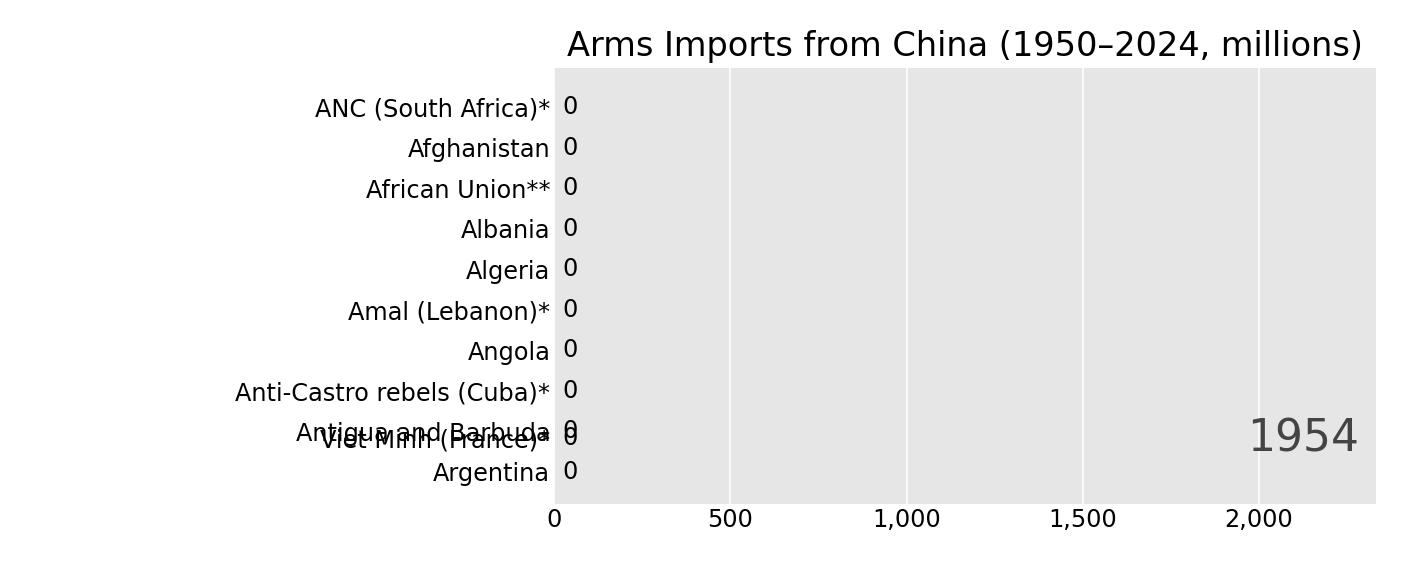 Arms Imports from China (1950–2024, millions)
ANC (South Africa)* 0
Afghanistan 0
African Union** 0
Albania 0
Algeria 0
Amal (Lebanon)* 0
Angola 0
Anti-Castro rebels (Cuba)* 0
Antigua and Barbuda 0
Viet Minh (France)* 0
1954
Argentina 0
0 500 1,000 1,500 2,000